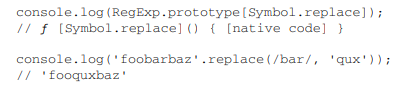 console.log(RegExp.prototype[Symbol.replace]);
// ƒ [Symbol.replace]() { [native code] }
console.log('foobarbaz'.replace(/bar/, 'qux'));
// 'fooquxbaz'